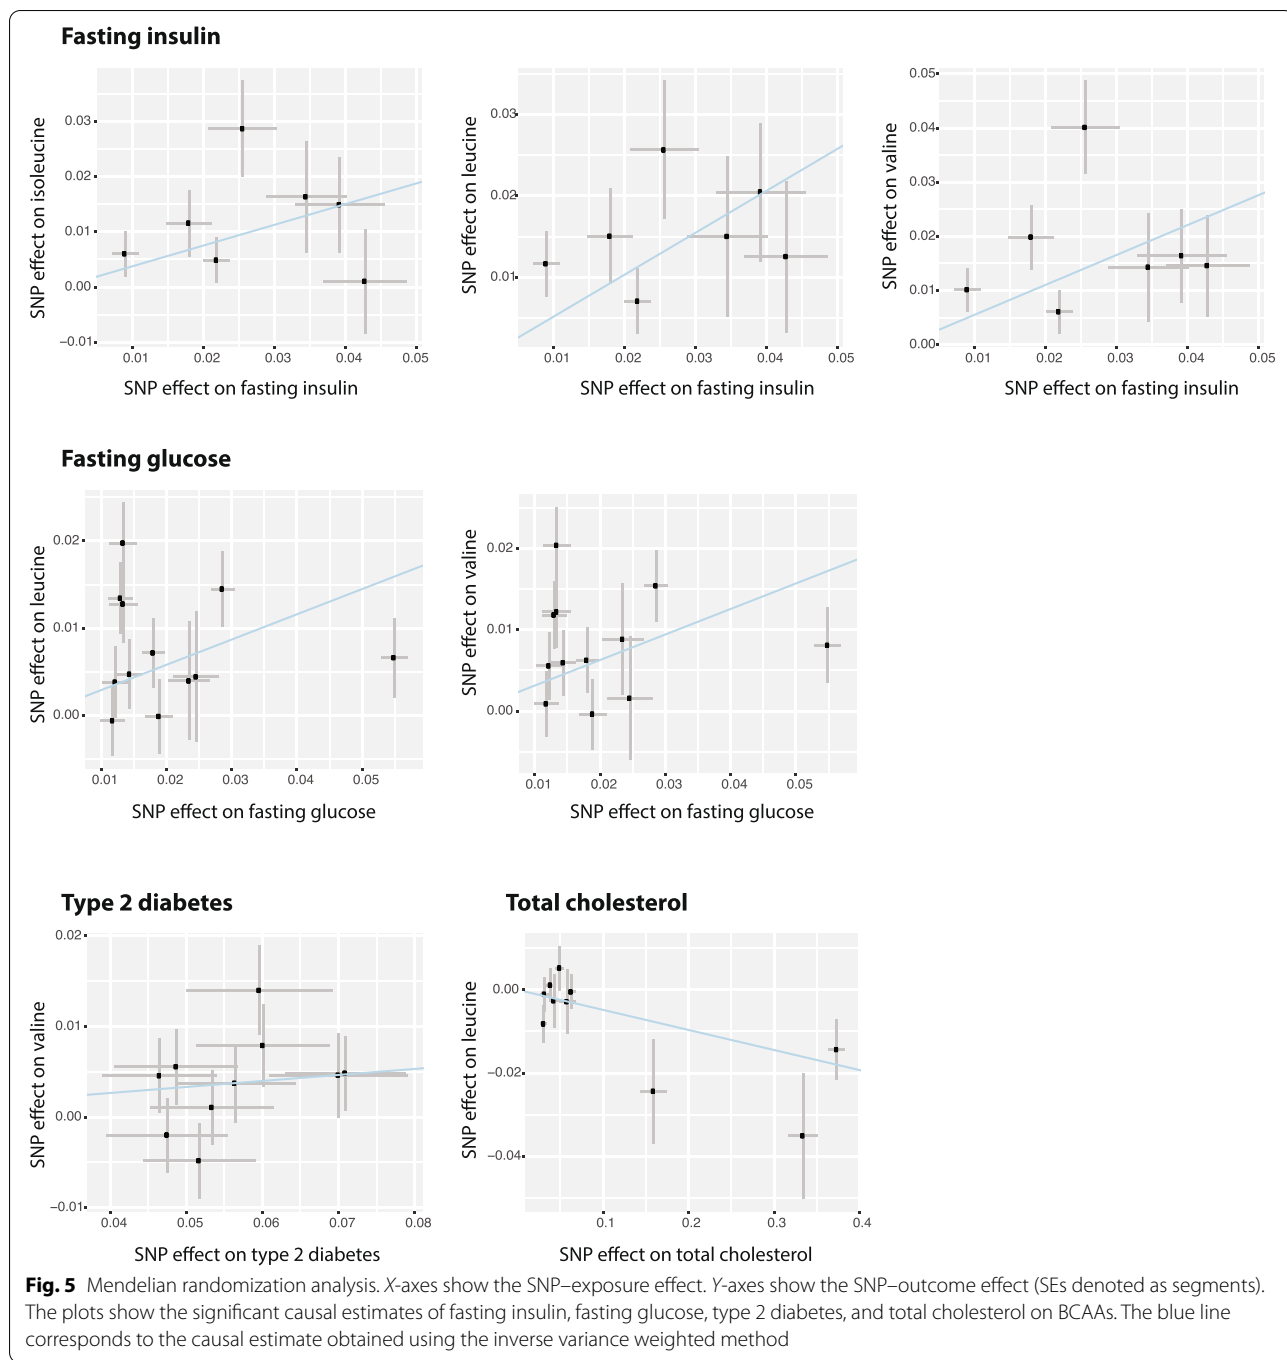 Fasting insulin
SNP effect on isoleucine
0.03
0.02
0.01
0.00
−0.01
0.01 0.02 0.03 0.04 0.05
SNP effect on fasting insulin
SNP effect on leucine
0.03
0.02
0.01
0.01 0.02 0.03 0.04 0.05
SNP effect on fasting insulin
SNP effect on valine
0.05
0.04
0.03
0.02
0.01
0.00
0.01 0.02 0.03 0.04 0.05
SNP effect on fasting insulin
Fasting glucose
SNP effect on leucine
0.02
0.01
0.00
0.01 0.02 0.03 0.04 0.05
SNP effect on fasting glucose
SNP effect on valine
0.02
0.01
0.00
0.01 0.02 0.03 0.04 0.05
SNP effect on fasting glucose
Type 2 diabetes
SNP effect on valine
0.02
0.01
0.00
−0.01
0.04 0.05 0.06 0.07 0.08
SNP effect on type 2 diabetes
Total cholesterol
SNP effect on leucine
0.00
−0.02
−0.04
0.1 0.2 0.3 0.4
SNP effect on total cholesterol
Fig. 5 Mendelian randomization analysis. X-axes show the SNP–exposure effect. Y-axes show the SNP–outcome effect (SEs denoted as segments).
The plots show the significant causal estimates of fasting insulin, fasting glucose, type 2 diabetes, and total cholesterol on BCAAs. The blue line
corresponds to the causal estimate obtained using the inverse variance weighted method